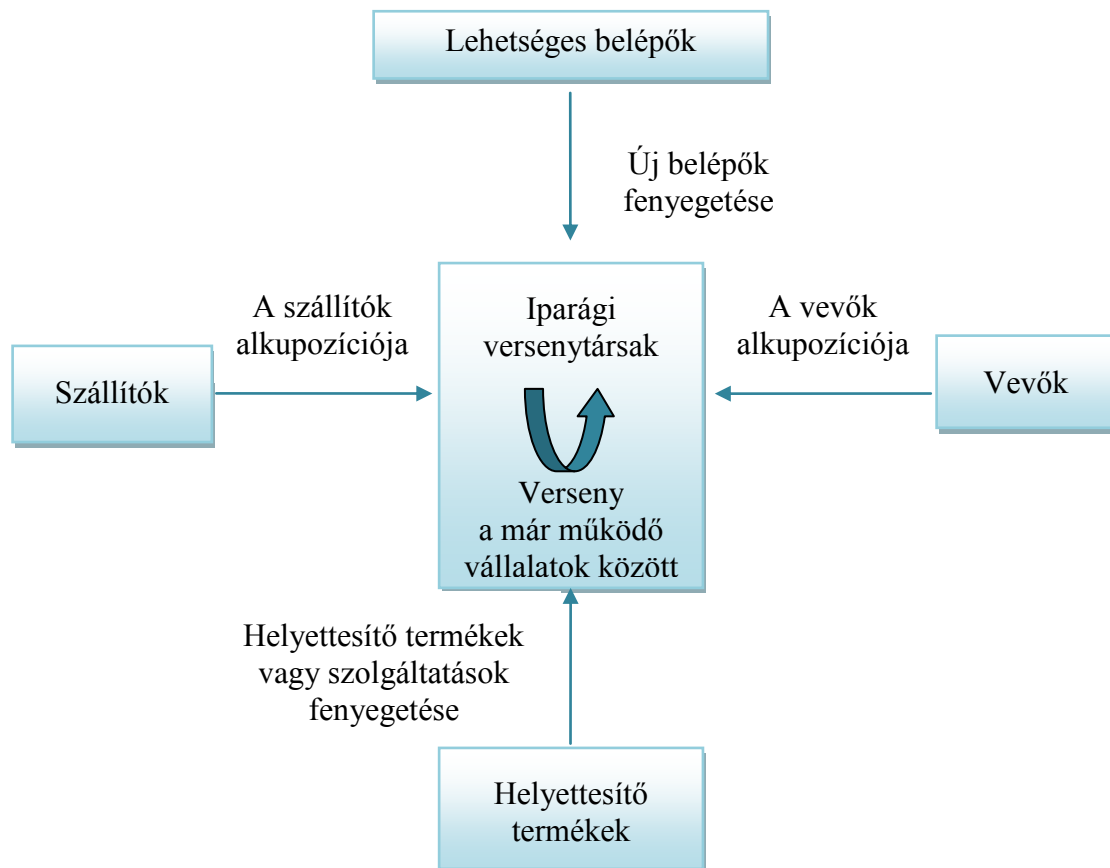 Lehetséges belépők
Új belépők
fenyegetése
A szállítók
alkupozíciója
Iparági
versenytársak
A vevők
alkupozíciója
Szállítók
Vevők
Verseny
a már működő
vállalatok között
Helyettesítő termékek
vagy szolgáltatások
fenyegetése
Helyettesítő
termékek